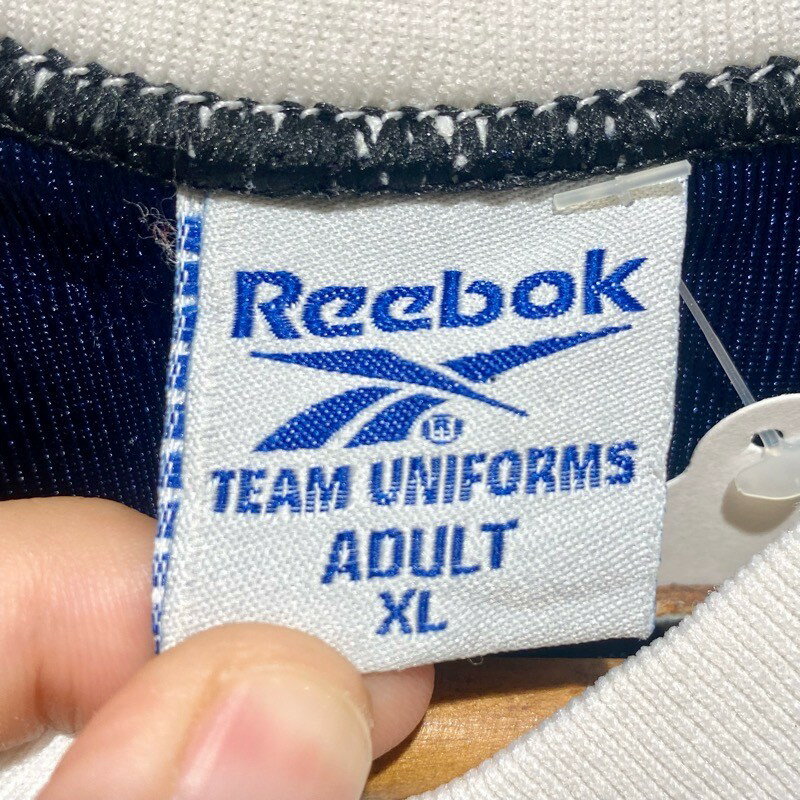 Reebok
®
TEAM UNIFORMS
ADULT
XL